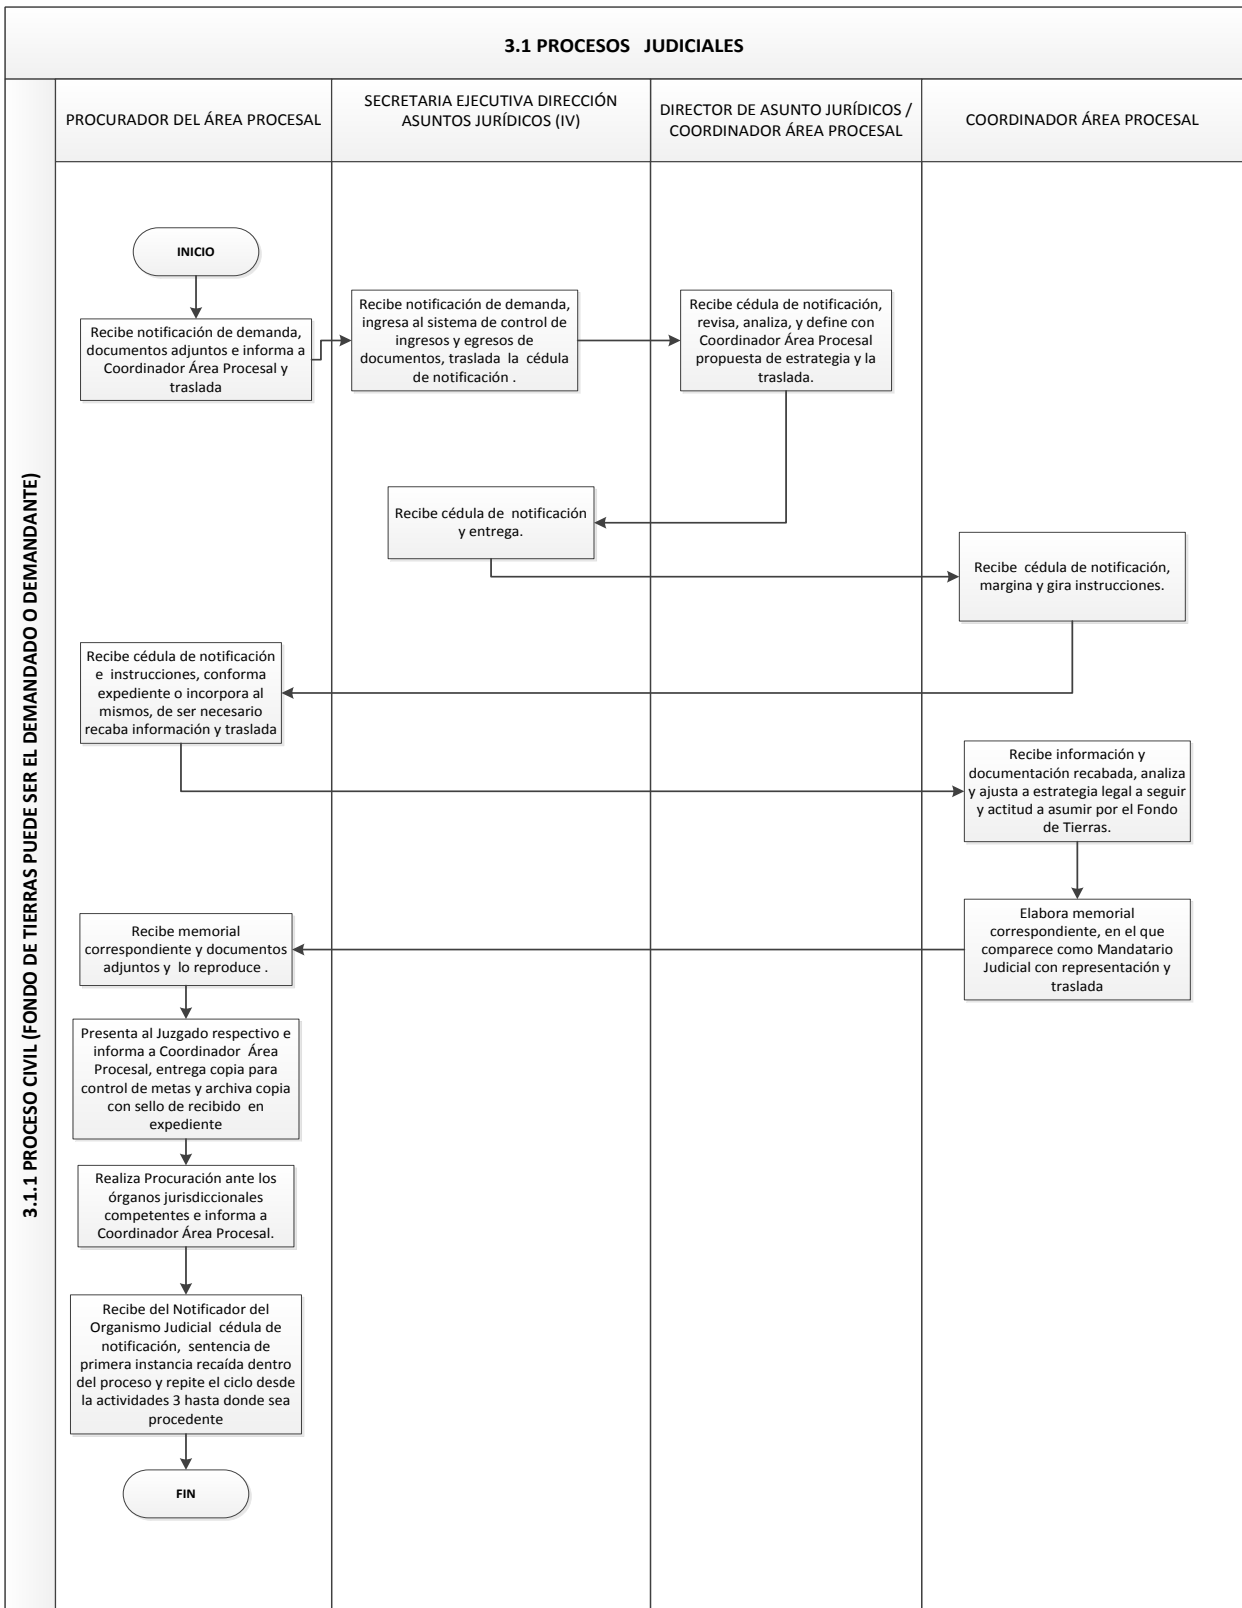 3.1 PROCESOS JUDICIALES
3.1.1 PROCESO CIVIL (FONDO DE TIERRAS PUEDE SER EL DEMANDADO O DEMANDANTE)
PROCURADOR DEL ÁREA PROCESAL
SECRETARIA EJECUTIVA DIRECCIÓN
ASUNTOS JURÍDICOS (IV)
DIRECTOR DE ASUNTO JURÍDICOS /
COORDINADOR ÁREA PROCESAL
COORDINADOR ÁREA PROCESAL
INICIO
Recibe notificación de demanda,
documentos adjuntos e informa a
Coordinador Área Procesal y
traslada
Recibe notificación de demanda,
ingresa al sistema de control de
ingresos y egresos de
documentos, traslada la cédula
de notificación .
Recibe cédula de notificación,
revisa, analiza, y define con
Coordinador Área Procesal
propuesta de estrategia y la
traslada.
Recibe cédula de notificación
y entrega.
Recibe cédula de notificación,
margina y gira instrucciones.
Recibe cédula de notificación
e instrucciones, conforma
expediente o incorpora al
mismos, de ser necesario
recaba información y traslada
Recibe información y
documentación recabada, analiza
y ajusta a estrategia legal a seguir
y actitud a asumir por el Fondo
de Tierras.
Elabora memorial
correspondiente, en el que
comparece como Mandatario
Judicial con representación y
traslada
Recibe memorial
correspondiente y documentos
adjuntos y lo reproduce .
Presenta al Juzgado respectivo e
informa a Coordinador Área
Procesal, entrega copia para
control de metas y archiva copia
con sello de recibido en
expediente
Realiza Procuración ante los
órganos jurisdiccionales
competentes e informa a
Coordinador Área Procesal.
Recibe del Notificador del
Organismo Judicial cédula de
notificación, sentencia de
primera instancia recaída dentro
del proceso y repite el ciclo desde
la actividades 3 hasta donde sea
procedente
FIN